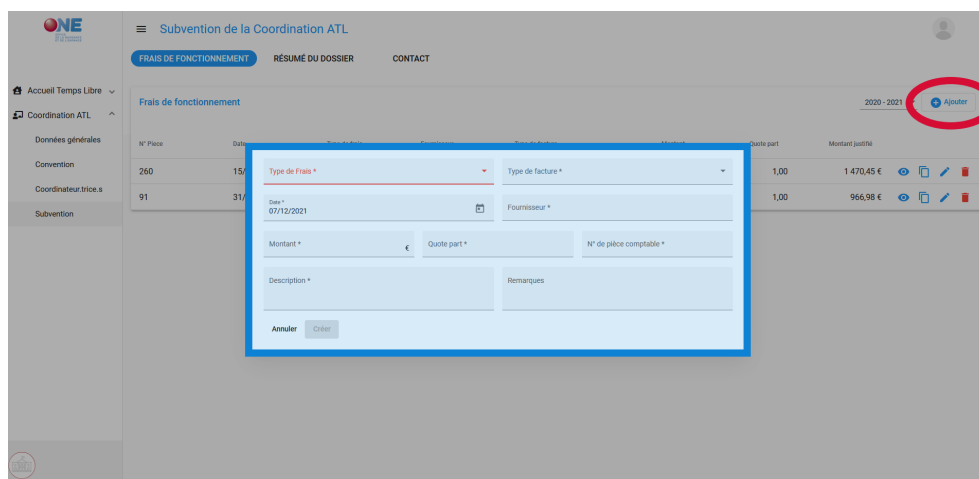 ONE
Subvention de la Coordination ATL
FRAIS DE FONCTIONNEMENT RÉSUMÉ DU DOSSIER CONTACT
Accueil Temps Libre
Coordination ATL
Données générales
Convention
Coordinateur.trice.s
Subvention
Frais de fonctionnement 2020 - 2021 Ajouter
N° Piece Date Quote part Montant justifié
260 15/ 1,00 1 470,45 €
91 31/ 1,00 966,98 €
Type de Frais * Type de facture *
Date *
07/12/2021 Fournisseur *
Montant * € Quote part * N° de pièce comptable *
Description * Remarques
Annuler Créer